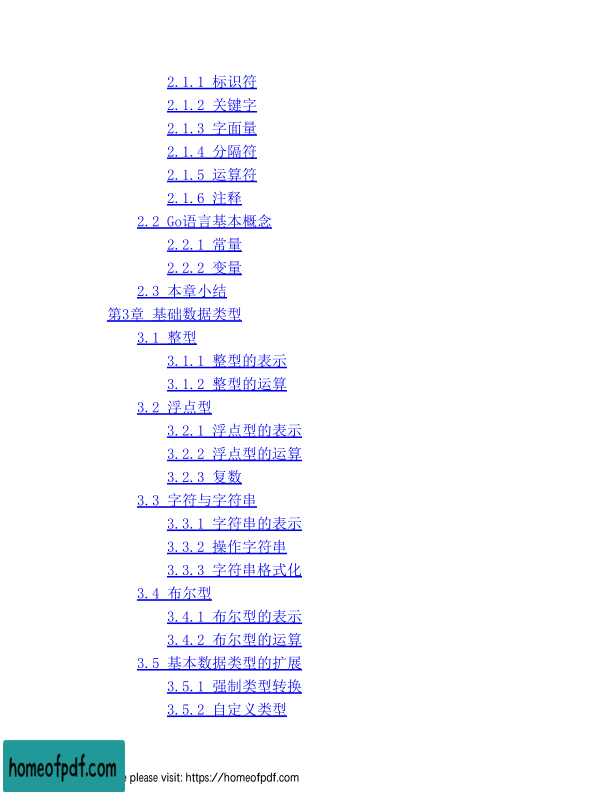 2.1.1 标识符
2.1.2 关键字
2.1.3 字面量
2.1.4 分隔符
2.1.5 运算符
2.1.6 注释
2.2 Go语言基本概念
2.2.1 常量
2.2.2 变量
2.3 本章小结
第3章 基础数据类型
3.1 整型
3.1.1 整型的表示
3.1.2 整型的运算
3.2 浮点型
3.2.1 浮点型的表示
3.2.2 浮点型的运算
3.2.3 复数
3.3 字符与字符串
3.3.1 字符串的表示
3.3.2 操作字符串
3.3.3 字符串格式化
3.4 布尔型
3.4.1 布尔型的表示
3.4.2 布尔型的运算
3.5 基本数据类型的扩展
3.5.1 强制类型转换
3.5.2 自定义类型
homeofpdf.com
please visit: https://homeofpdf.com